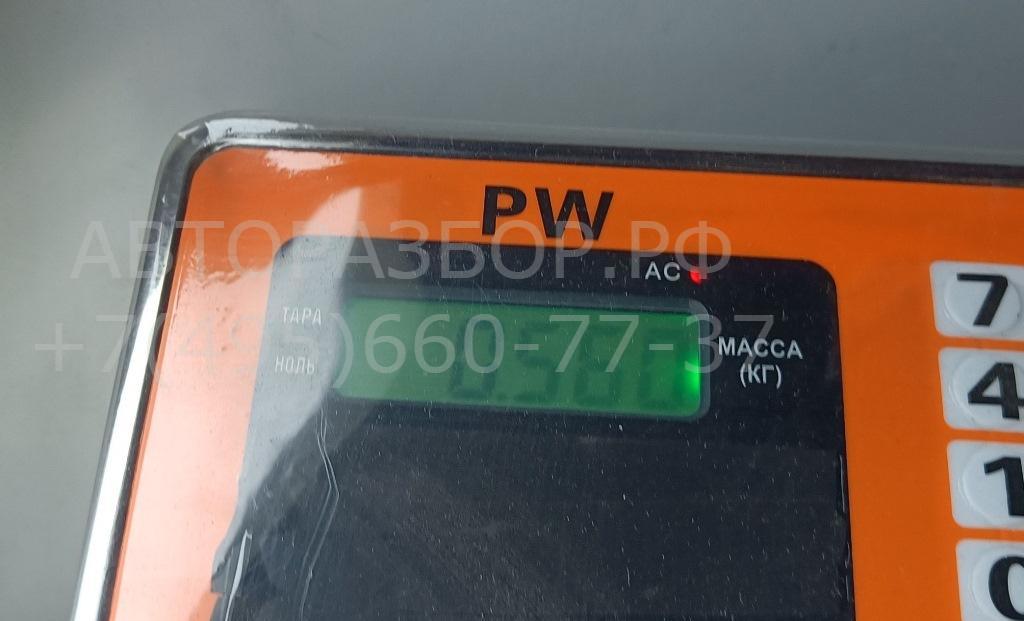 PW
АВТОРАЗБОР.РФ
AC
ТАРА
+7(495)660-77-37
МАССА
НОЛЬ
(КГ)
7
4
1
0